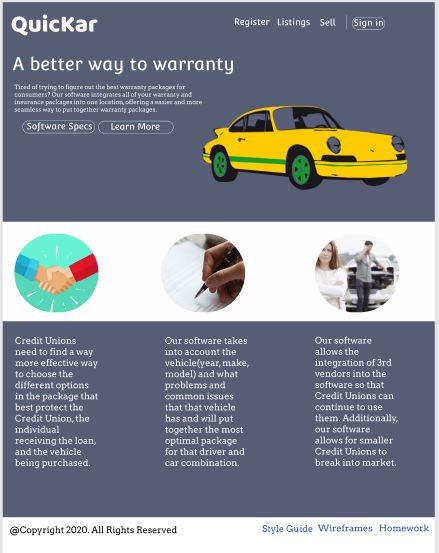 QuicKar
Register Listings Sell Sign in
A better way to warranty
Tired of trying to figure out the best warranty packages for
consumers? Our software integrates all of your warranty and
insurance packages into one location, offering a easier and more
seamless way to put together warranty packages.
Software Specs Learn More
Credit Unions
need to find a way
more effective way
to choose the
different options
in the package that
best protect the
Credit Union, the
individual
receiving the loan,
and the vehicle
being purchased.
Our software takes
into account the
vehicle(year, make,
model) and what
problems and
common issues
that that vehicle
has and will put
together the most
optimal package
for that driver and
car combination.
Our software
allows the
integration of 3rd
vendors into the
software so that
Credit Unions can
continue to use
them. Additionally,
our software
allows for smaller
Credit Unions to
break into market.
@Copyright 2020. All Rights Reserved
Style Guide Wireframes Homework